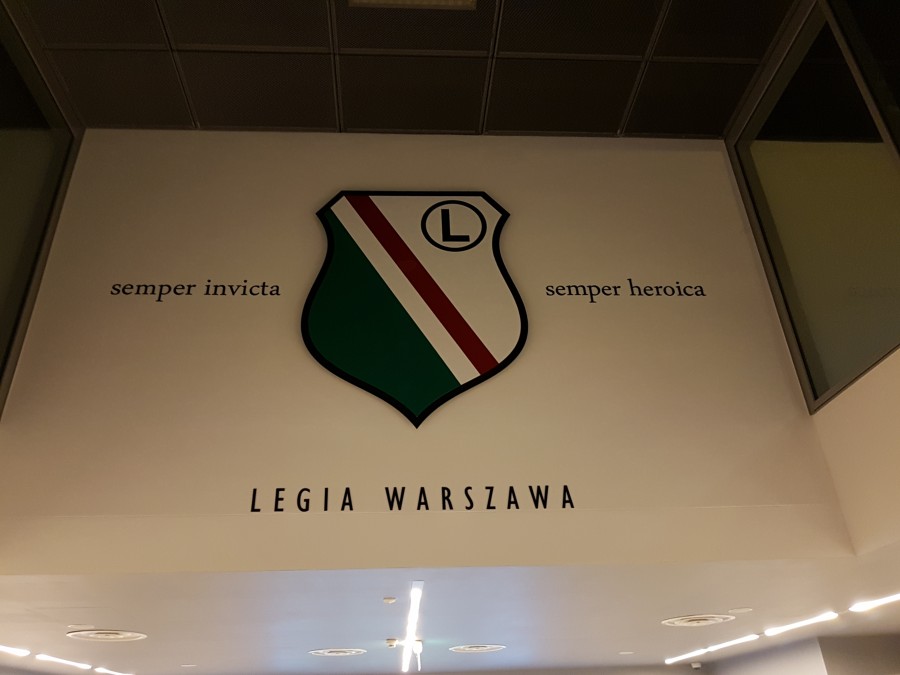 L
semper invicta
semper heroica
LEGIA WARSZAWA